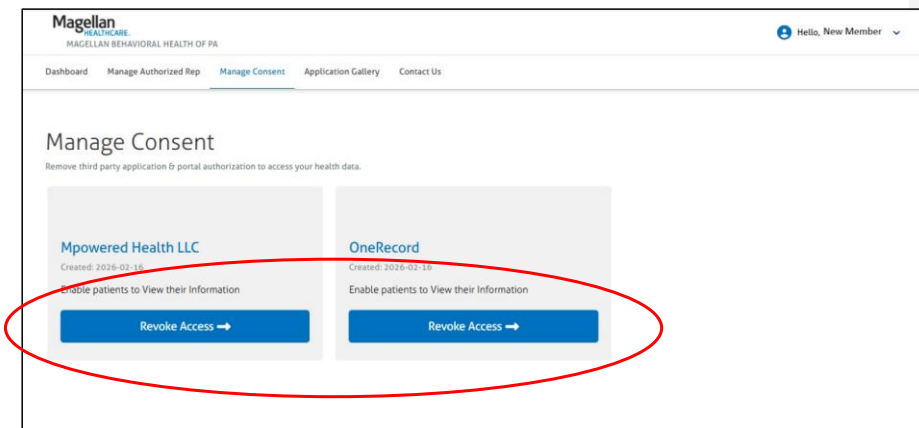 Magellan
HEALTHCARE.
MAGELLAN BEHAVIORAL HEALTH OF PA
Hello, New Member
Dashboard Manage Authorized Rep Manage Consent Application Gallery Contact Us
Manage Consent
Remove third party application & portal authorization to access your health data.
Mpowered Health LLC
Created: 2026-02-16
Enable patients to View their Information
Revoke Access
OneRecord
Created: 2026-02-16
Enable patients to View their Information
Revoke Access